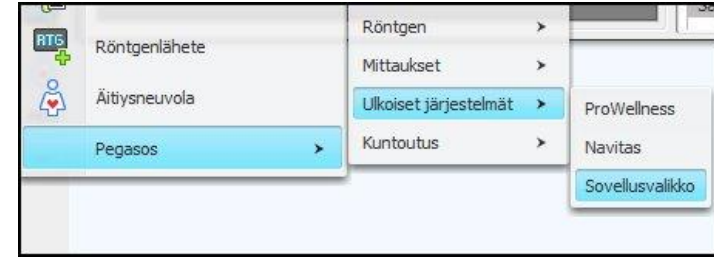 RTG
Röntgenlähete
Äitiysneuvola
Pegasos
Röntgen
Mittaukset
Ulkoiset järjestelmät
Kuntoutus
ProWellness
Navitas
Sovellusvalikko